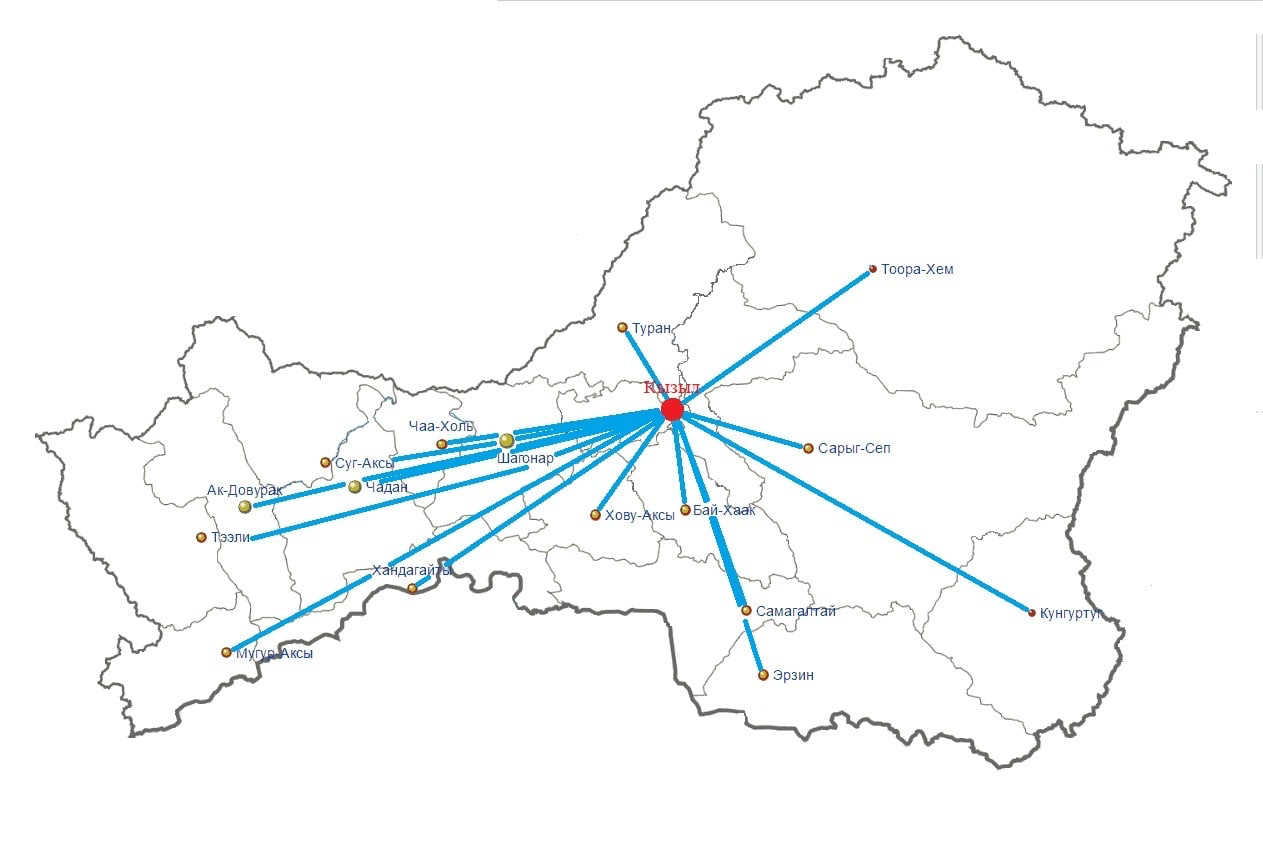 Тоора-Хем
Туран
Кызыл
Чаа-Холь
Сарыг-Сеп
Шагонар
Суг-Аксы
Чадан
Ак-Довурак
Бай-Хаак
Хову-Аксы
Тээли
Хандагайты
Самагалтай
Кунгуртуг
Мугур-Аксы
Эрзин